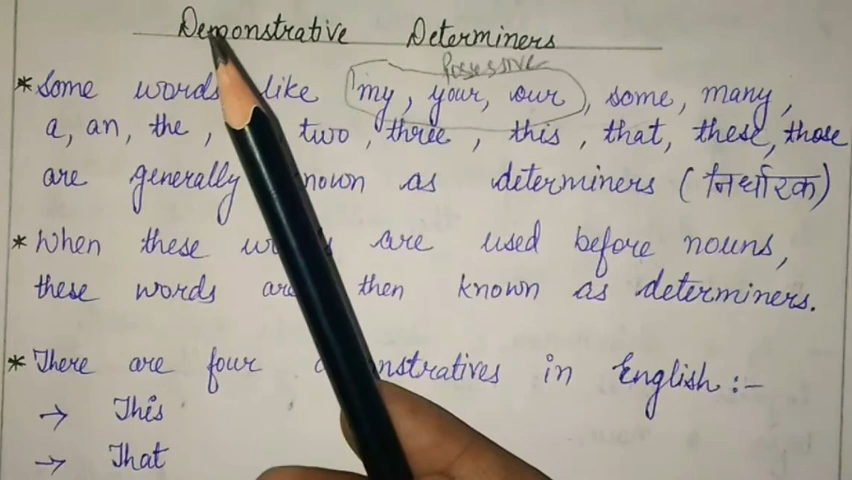 Demonstrative Determiners
Possessive
* Some words like my, your, our, some, many,
a, an, the, two, three, this, that, these, those
are generally known as determiners (निर्धारक)
* When these are used before nouns,
these words are then known as determiners.
* There are four demonstratives in English :-
→ This
→ That